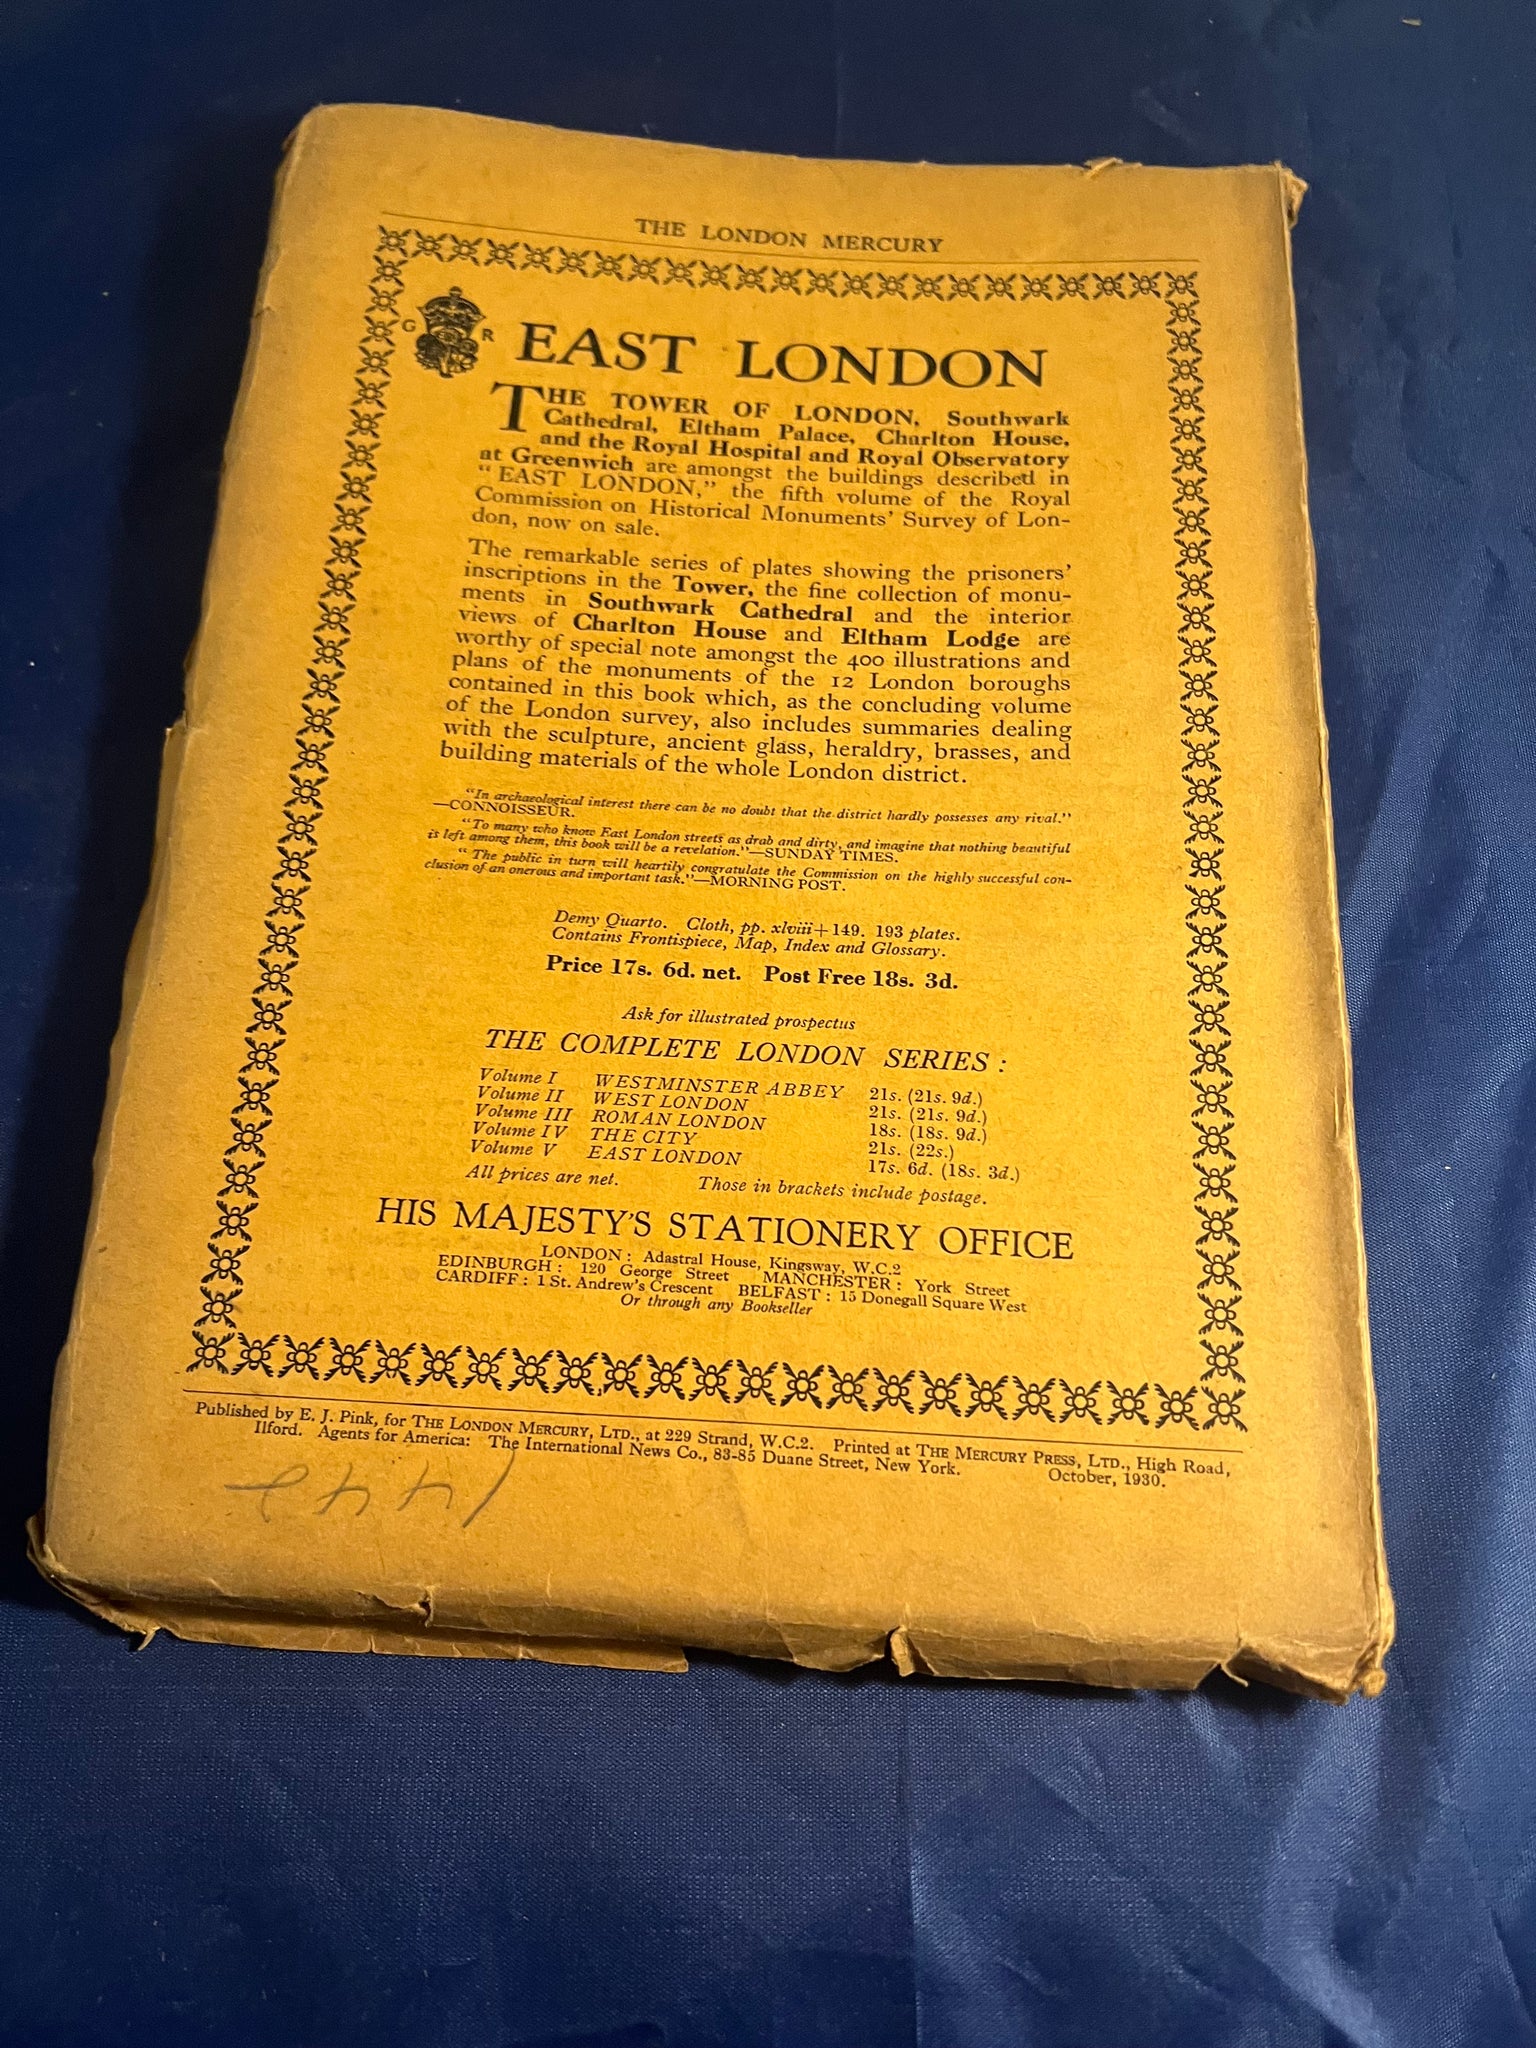 THE LONDON MERCURY
G R
EAST LONDON
THE TOWER OF LONDON, Southwark
Cathedral, Eltham Palace, Charlton House,
and the Royal Hospital and Royal Observatory
at Greenwich are amongst the buildings described in
“EAST LONDON,” the fifth volume of the Royal
Commission on Historical Monuments’ Survey of Lon-
don, now on sale.
The remarkable series of plates showing the prisoners’
inscriptions in the Tower, the fine collection of monu-
ments in Southwark Cathedral and the interior
views of Charlton House and Eltham Lodge are
worthy of special note amongst the 400 illustrations and
plans of the monuments of the 12 London boroughs
contained in this book which, as the concluding volume
of the London survey, also includes summaries dealing
with the sculpture, ancient glass, heraldry, brasses, and
building materials of the whole London district.
“In archaeological interest there can be no doubt that the district hardly possesses any rival.”
—CONNOISSEUR.
“To many who know East London streets as drab and dirty, and imagine that nothing beautiful
is left among them, this book will be a revelation.”—SUNDAY TIMES.
“The public in turn will heartily congratulate the Commission on the highly successful con-
clusion of an onerous and important task.”—MORNING POST.
Demy Quarto. Cloth, pp. xlviii+149. 193 plates.
Contains Frontispiece, Map, Index and Glossary.
Price 17s. 6d. net. Post Free 18s. 3d.
Ask for illustrated prospectus
THE COMPLETE LONDON SERIES:
Volume I WESTMINSTER ABBEY 21s. (21s. 9d.)
Volume II WEST LONDON 21s. (21s. 9d.)
Volume III ROMAN LONDON 18s. (18s. 9d.)
Volume IV THE CITY 21s. (22s.)
Volume V EAST LONDON 17s. 6d. (18s. 3d.)
All prices are net. Those in brackets include postage.
HIS MAJESTY’S STATIONERY OFFICE
LONDON: Adastral House, Kingsway, W.C.2
EDINBURGH: 120 George Street MANCHESTER: York Street
CARDIFF: 1 St. Andrew’s Crescent BELFAST: 15 Donegall Square West
Or through any Bookseller
Published by E. J. Pink, for THE LONDON MERCURY, LTD., at 229 Strand, W.C.2. Printed at THE MERCURY PRESS, LTD., High Road,
Ilford. Agents for America: The International News Co., 83-85 Duane Street, New York. October, 1930.